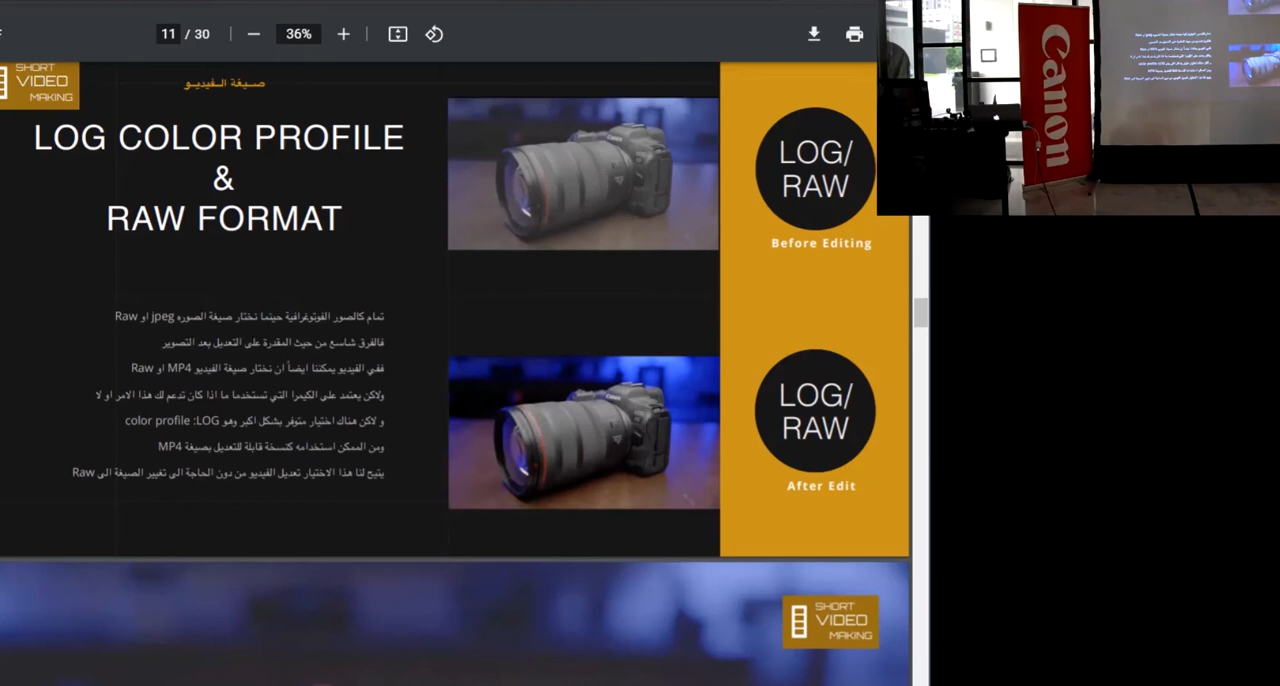 11 / 30
36%
SHORT
VIDEO
MAKING
صيغة الفيديو
LOG COLOR PROFILE
&
RAW FORMAT
تمام كالصور الفوتوغرافية حينما نختار صيغة الصوره jpeg او Raw
فالفرق شاسع من حيث المقدرة على التعديل بعد التصوير
ففي الفيديو يمكننا ايضاً ان نختار صيغة الفيديو MP4 او Raw
ولاكن يعتمد على الكيمرا التي تستخدما ما اذا كان تدعم لك هذا الامر او لا
و لاكن هناك اختيار متوفر بشكل اكبر وهو color profile :LOG
ومن الممكن استخدامه كنسخة قابلة للتعديل بصيغة MP4
يتيح لنا هذا الاختيار تعديل الفيديو من دون الحاجة الى تغيير الصيغة الى Raw
LOG/
RAW
Before Editing
LOG/
RAW
After Edit
Canon
SHORT
VIDEO
MAKING